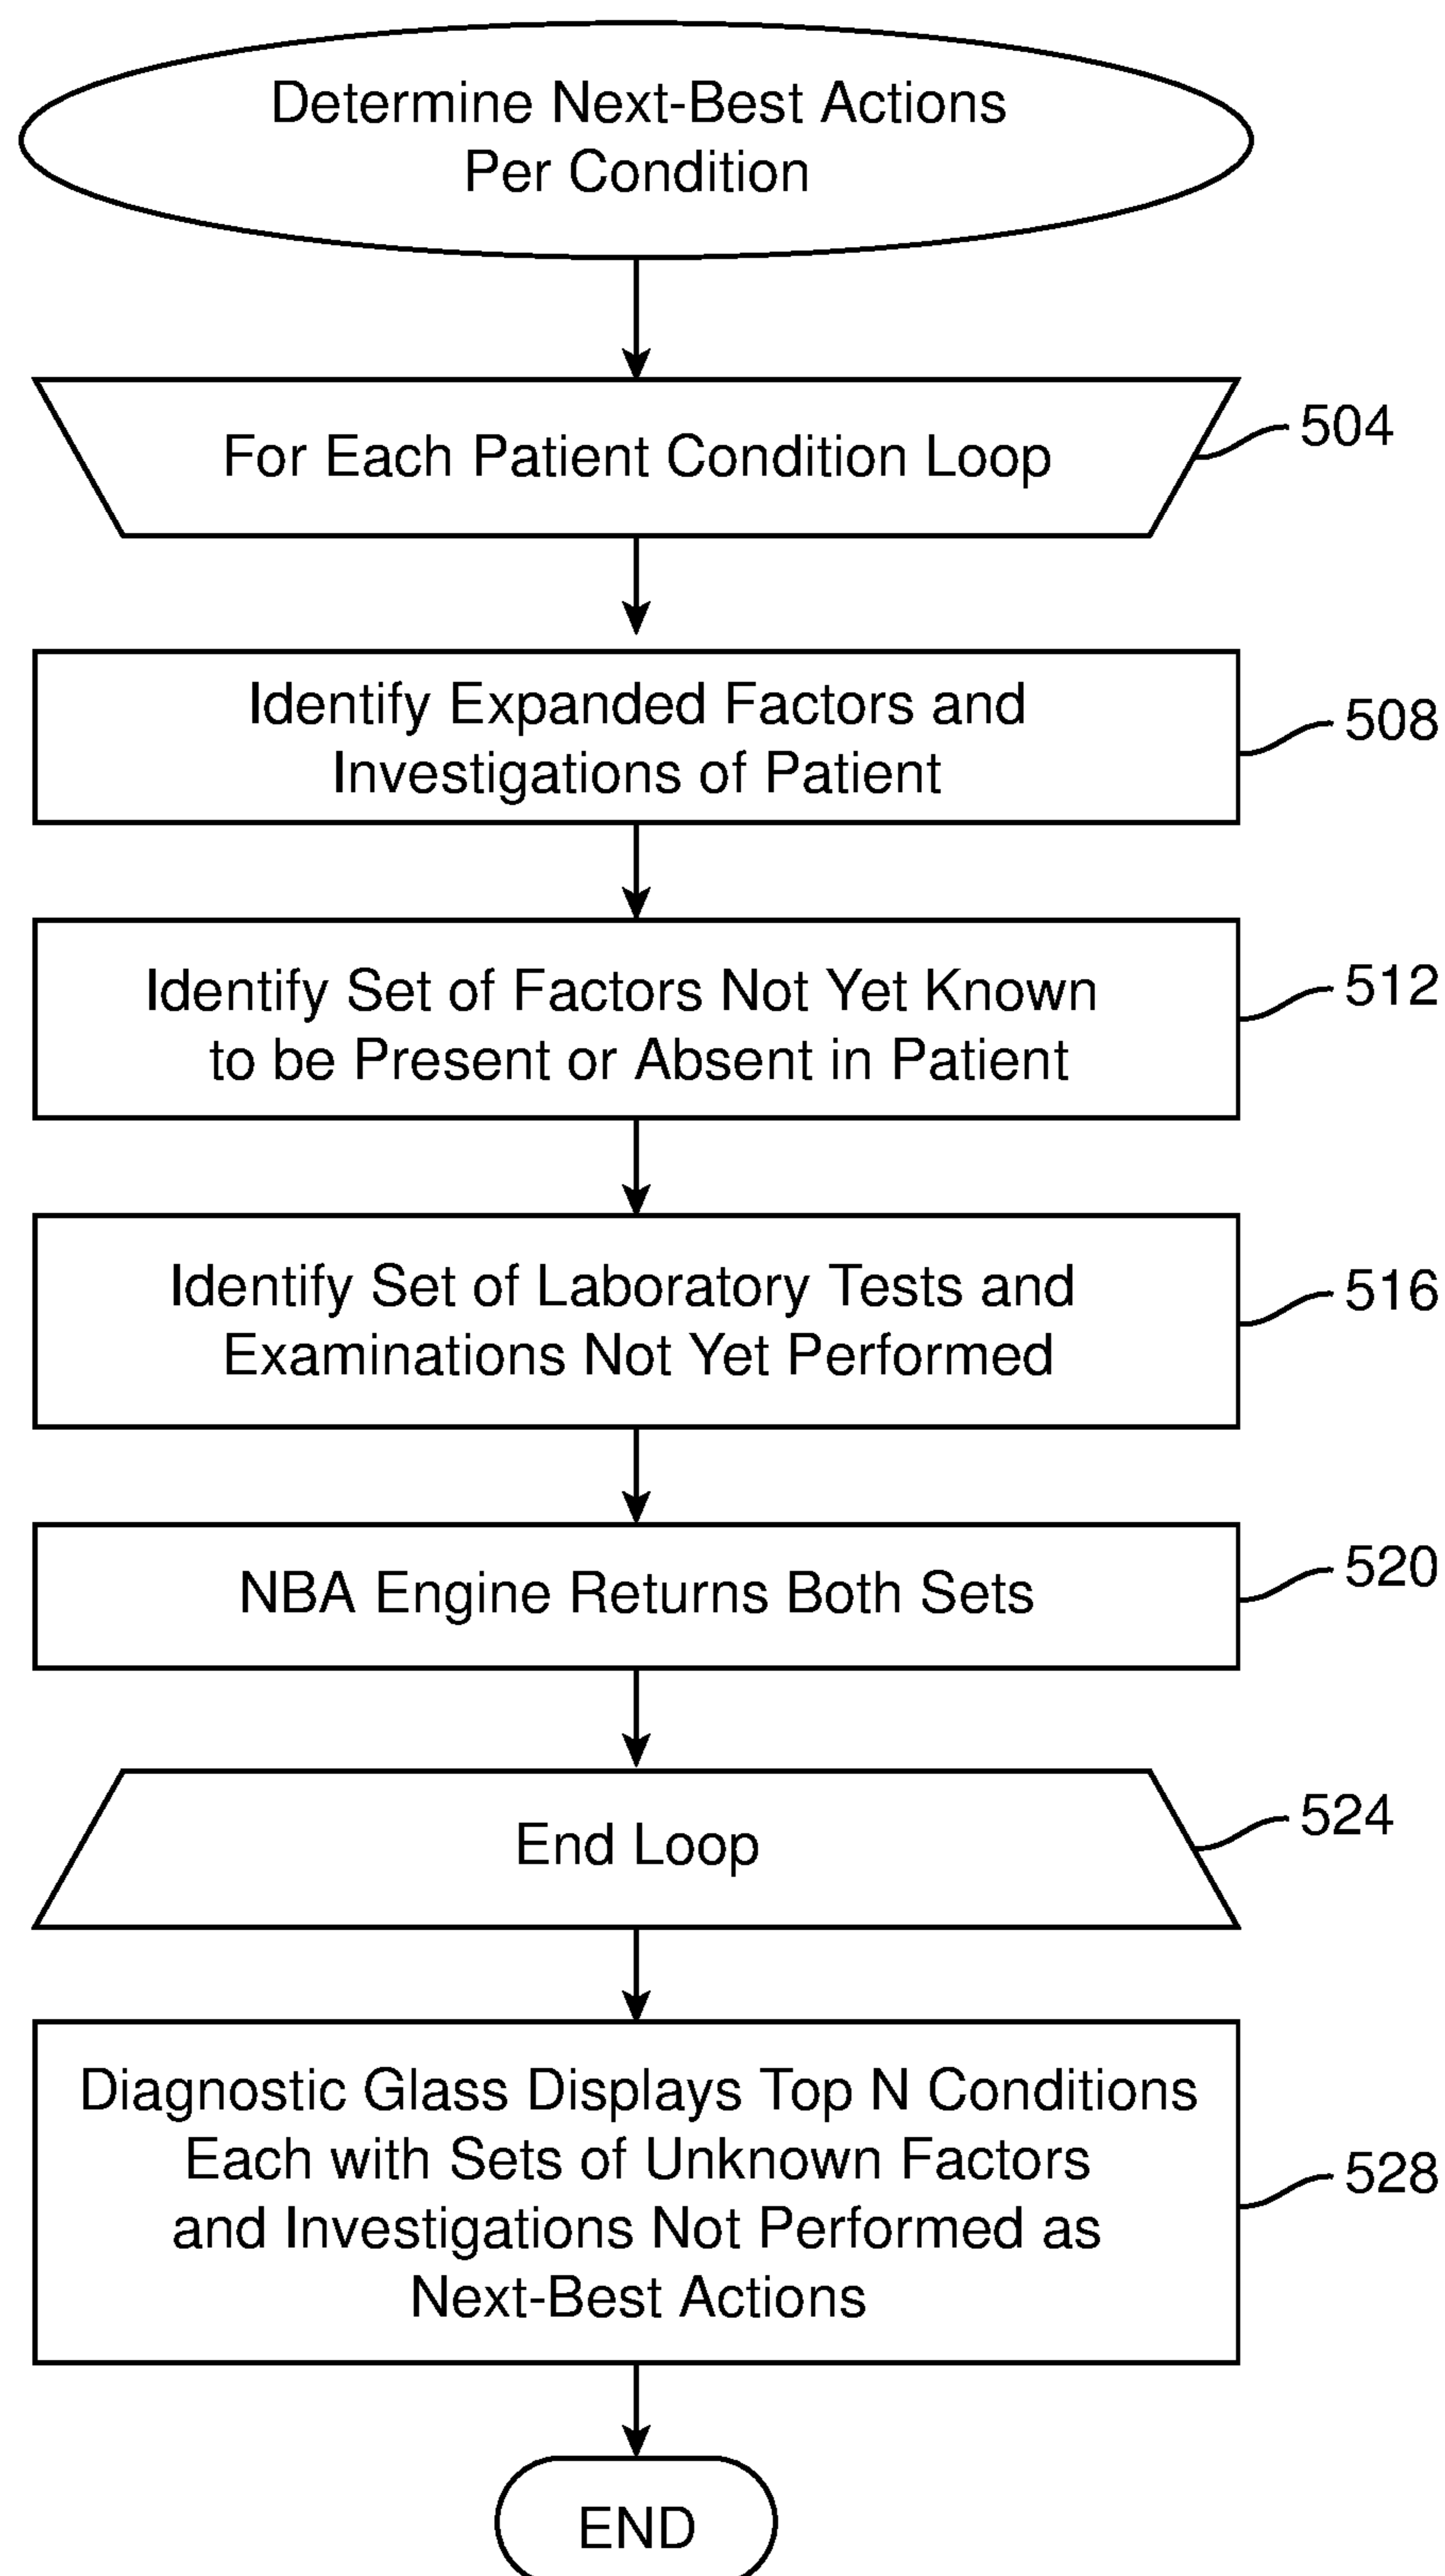 Determine Next-Best Actions
Per Condition
For Each Patient Condition Loop
504
Identify Expanded Factors and
Investigations of Patient
508
Identify Set of Factors Not Yet Known
to be Present or Absent in Patient
512
Identify Set of Laboratory Tests and
Examinations Not Yet Performed
516
NBA Engine Returns Both Sets
520
End Loop
524
Diagnostic Glass Displays Top N Conditions
Each with Sets of Unknown Factors
and Investigations Not Performed as
Next-Best Actions
528
END